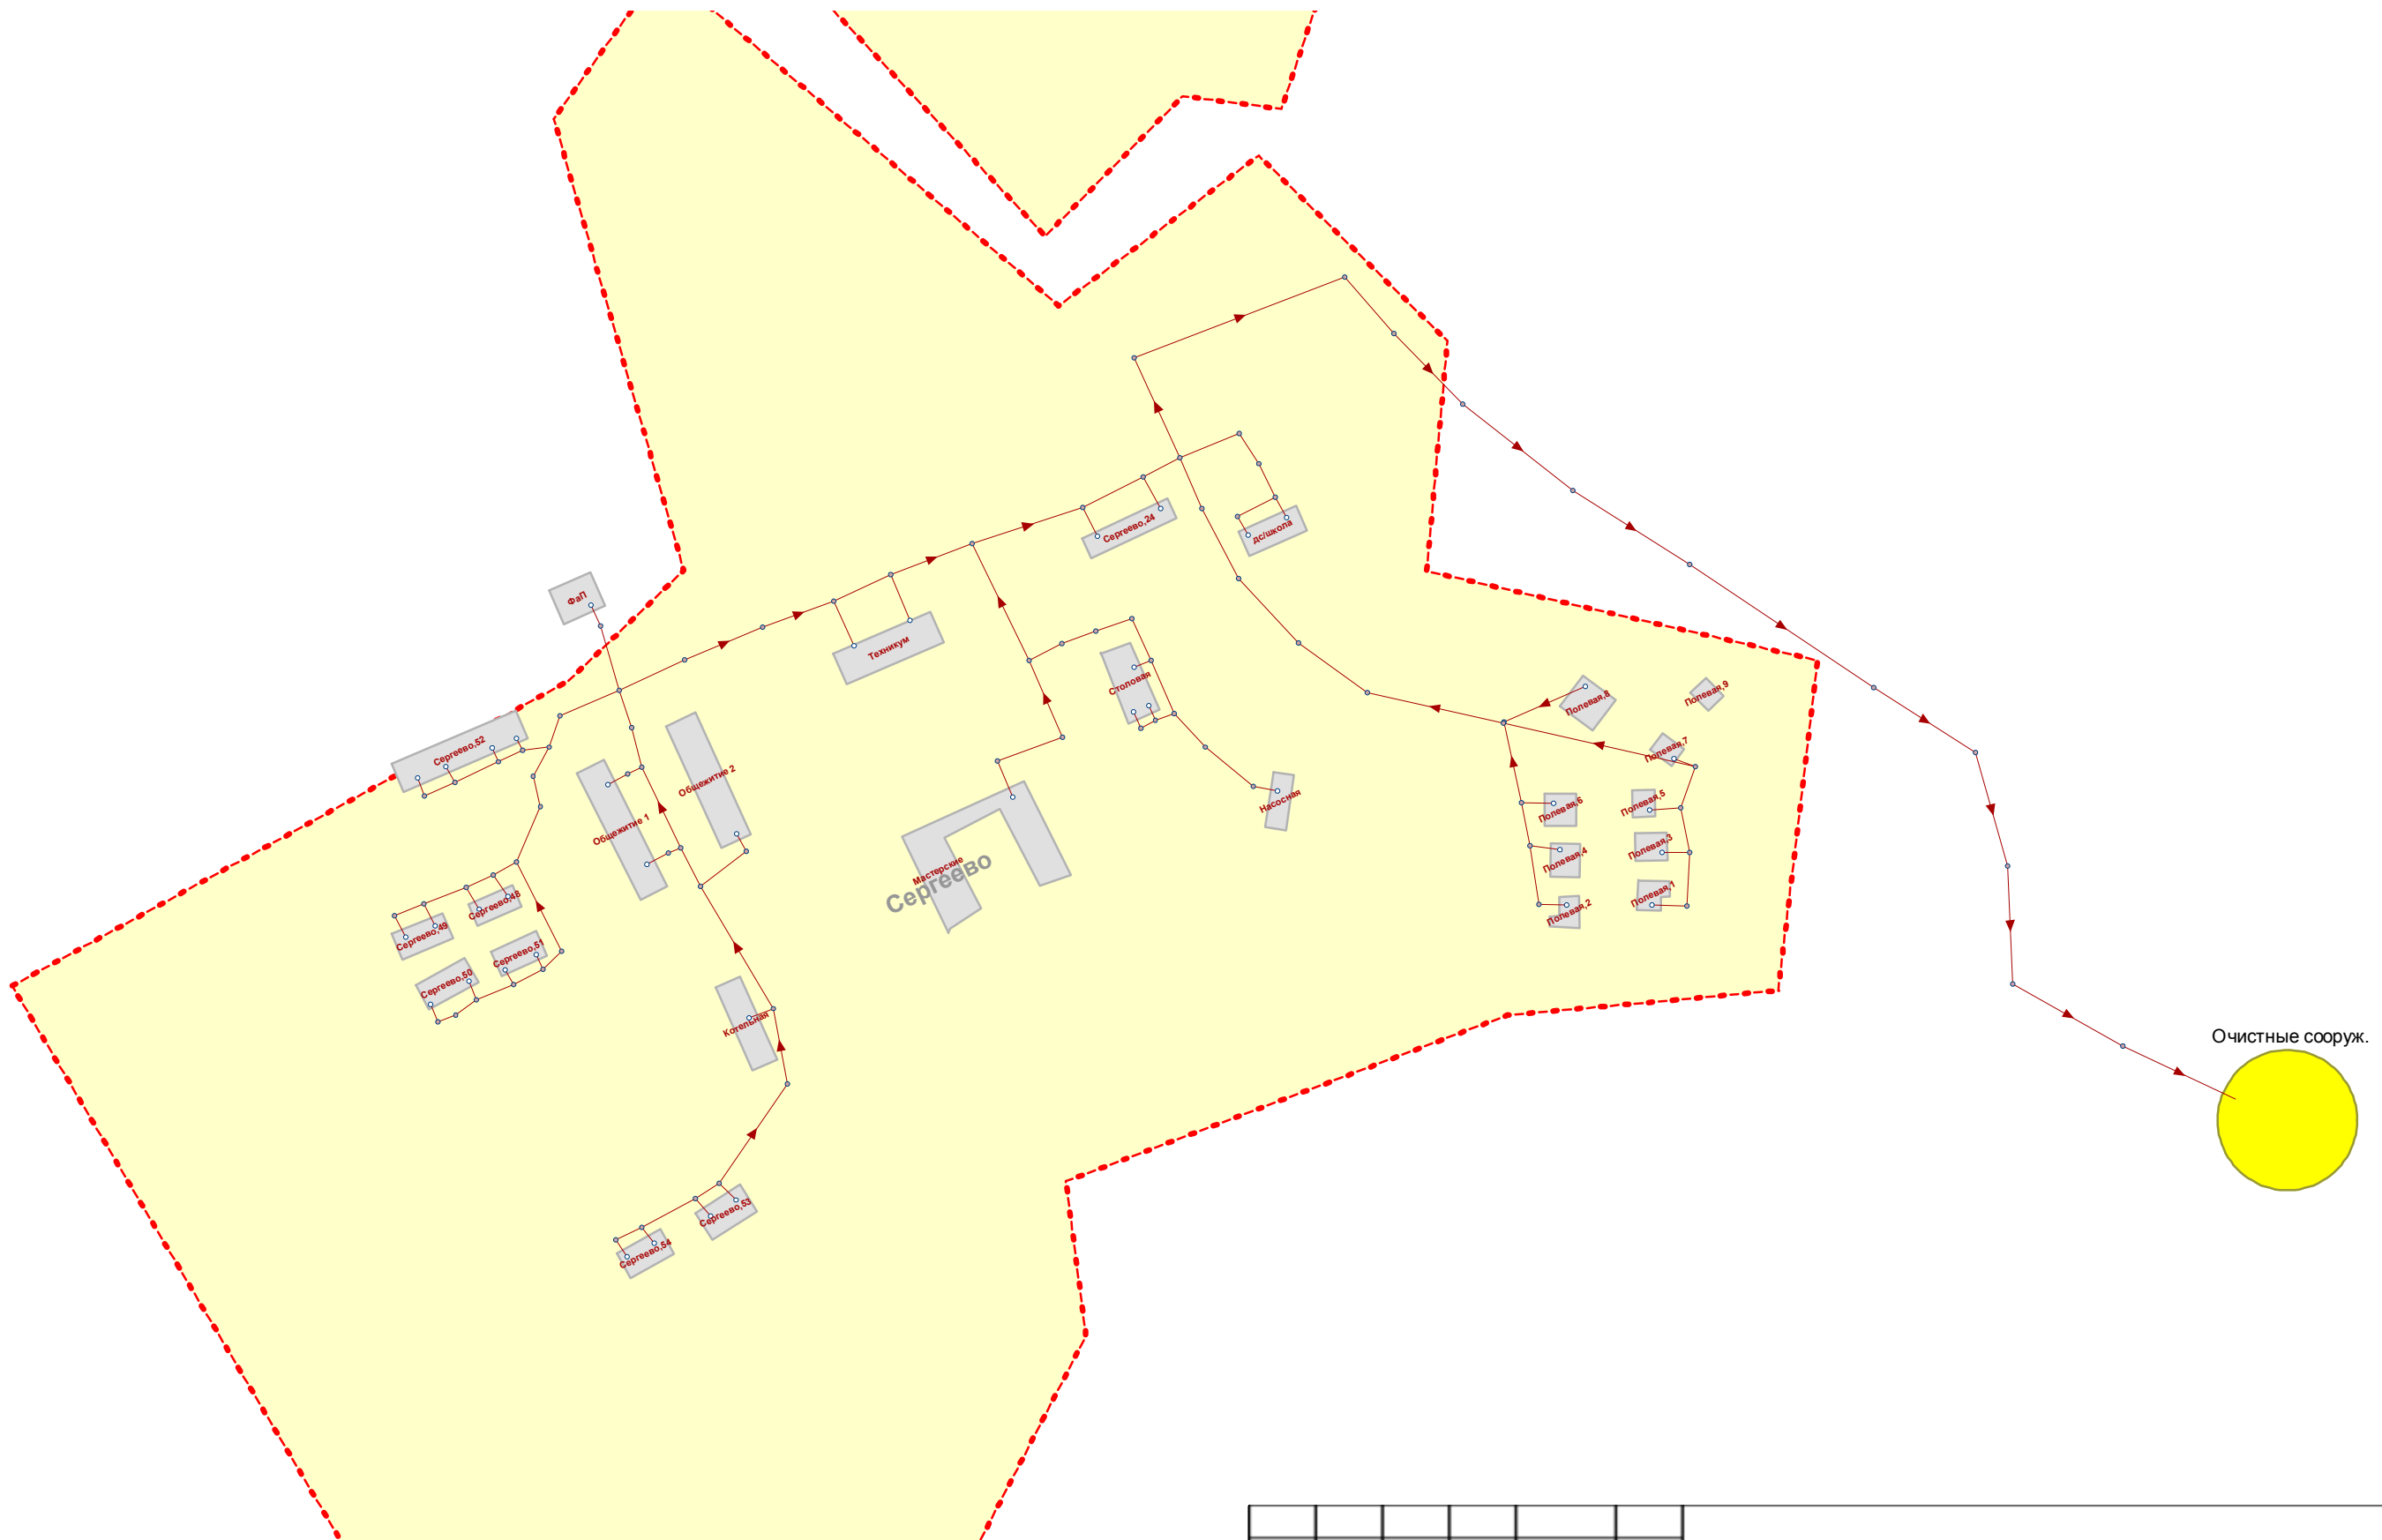 Сергеево,24
дс/школа
ФаП
Техникум
Столовая
Полевая,8
Полевая,9
Сергеево,52
Полевая,7
Общежитие 2
Насосная
Полевая,6
Полевая,5
Общежитие 1
Полевая,4
Полевая,3
Мастерские
Сергеево
Сергеево,48
Полевая,2
Полевая,1
Сергеево,49
Сергеево,51
Сергеево,50
Котельная
Очистные сооруж.
Сергеево,53
Сергеево,54